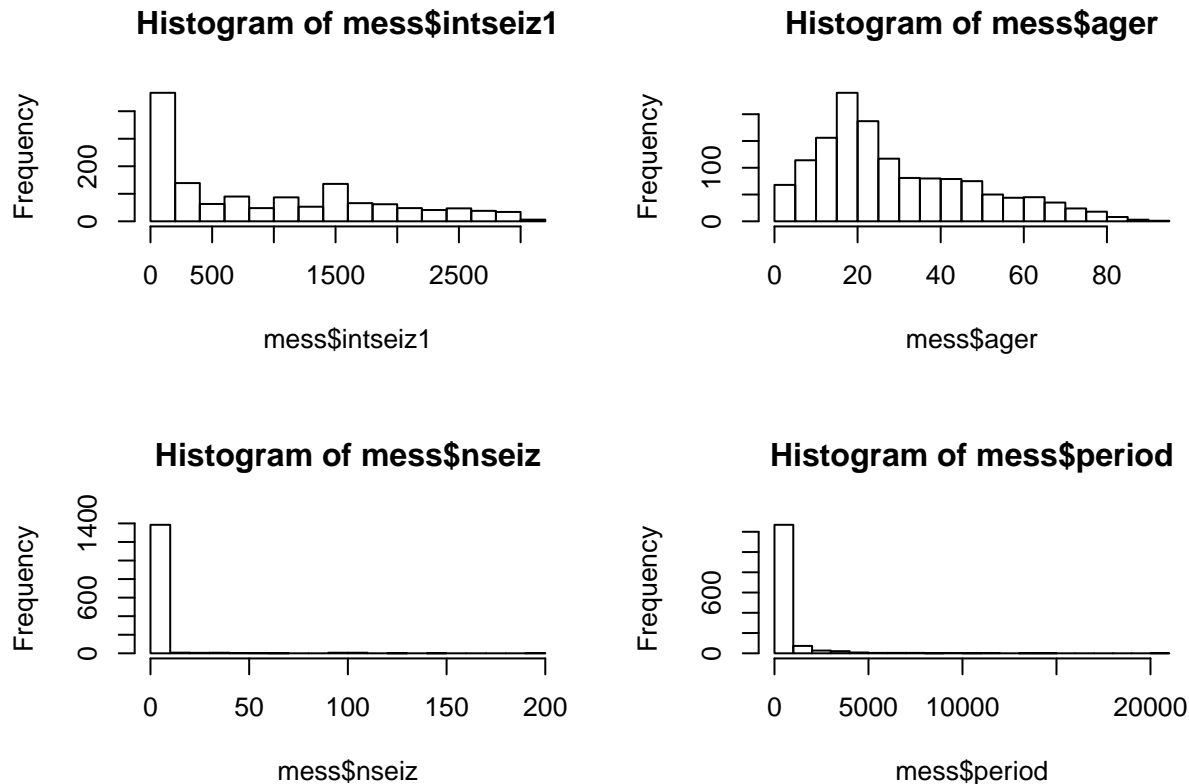 Histogram of mess$intseiz1
Frequency
0 200
0 500 1500 2500
mess$intseiz1
Histogram of mess$ager
Frequency
0 100
0 20 40 60 80
mess$ager
Histogram of mess$nseiz
Frequency
0 600 1400
0 50 100 150 200
mess$nseiz
Histogram of mess$period
Frequency
0 600
0 5000 10000 20000
mess$period